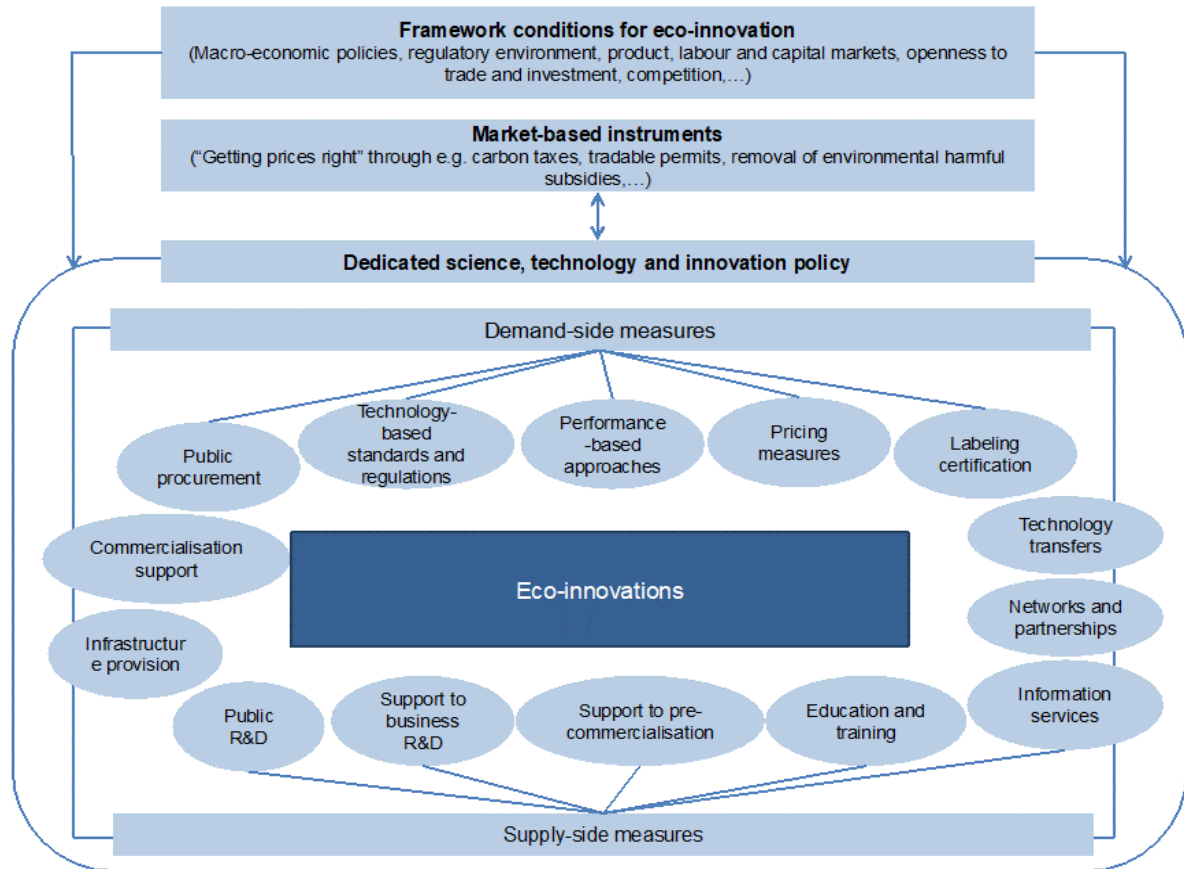 Framework conditions for eco-innovation
(Macro-economic policies, regulatory environment, product, labour and capital markets, openness to
trade and investment, competition,…)
Market-based instruments
("Getting prices right" through e.g. carbon taxes, tradable permits, removal of environmental harmful
subsidies,…)
Dedicated science, technology and innovation policy
Demand-side measures
Public
procurement
Technology-
based
standards and
regulations
Performance
-based
approaches
Pricing
measures
Labeling
certification
Commercialisation
support
Technology
transfers
Eco-innovations
Infrastructur
e provision
Networks and
partnerships
Public
R&D
Support to
business
R&D
Support to pre-
commercialisation
Education and
training
Information
services
Supply-side measures